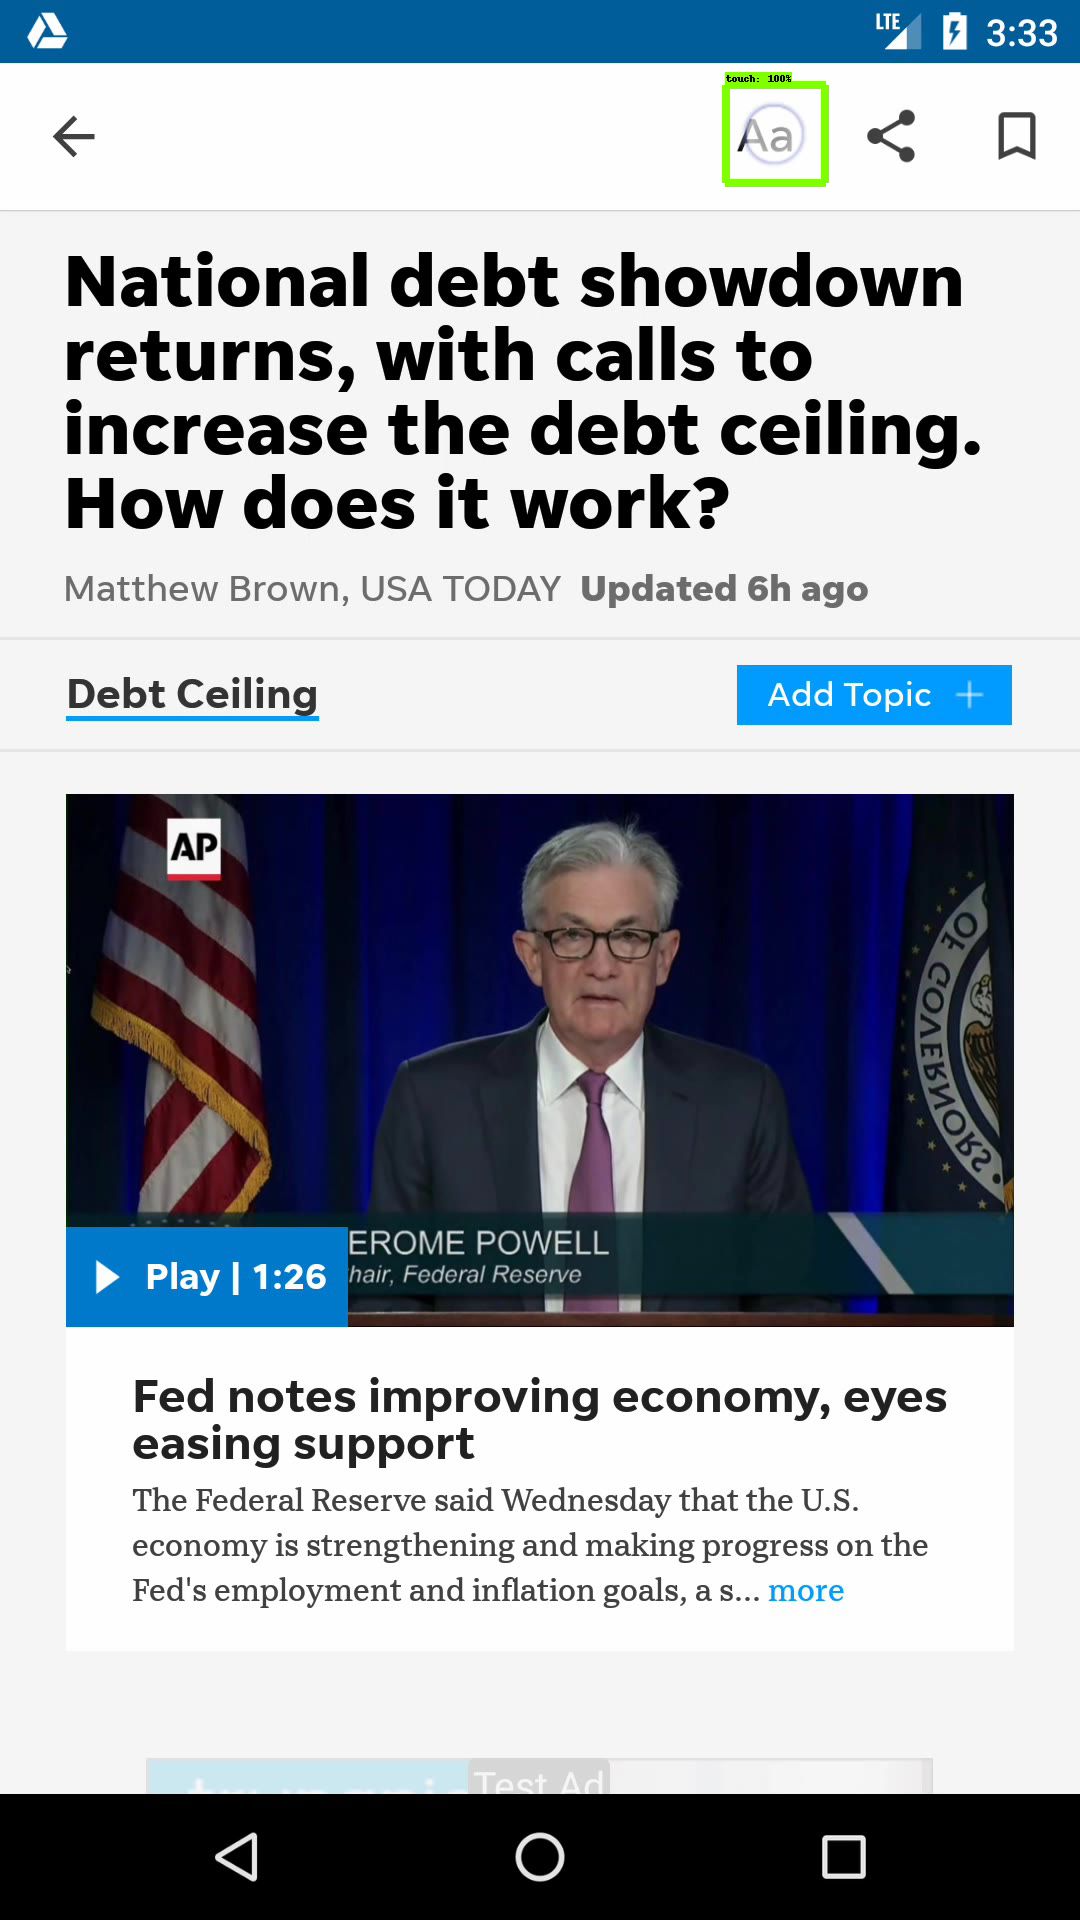 LTE 3:33
touch: 100%
Aa
National debt showdown
returns, with calls to
increase the debt ceiling.
How does it work?
Matthew Brown, USA TODAY Updated 6h ago
Debt Ceiling
Add Topic +
AP
OF GOVERNORS
EROME POWELL
hair, Federal Reserve
Play | 1:26
Fed notes improving economy, eyes
easing support
The Federal Reserve said Wednesday that the U.S.
economy is strengthening and making progress on the
Fed's employment and inflation goals, a s... more
Test Ad